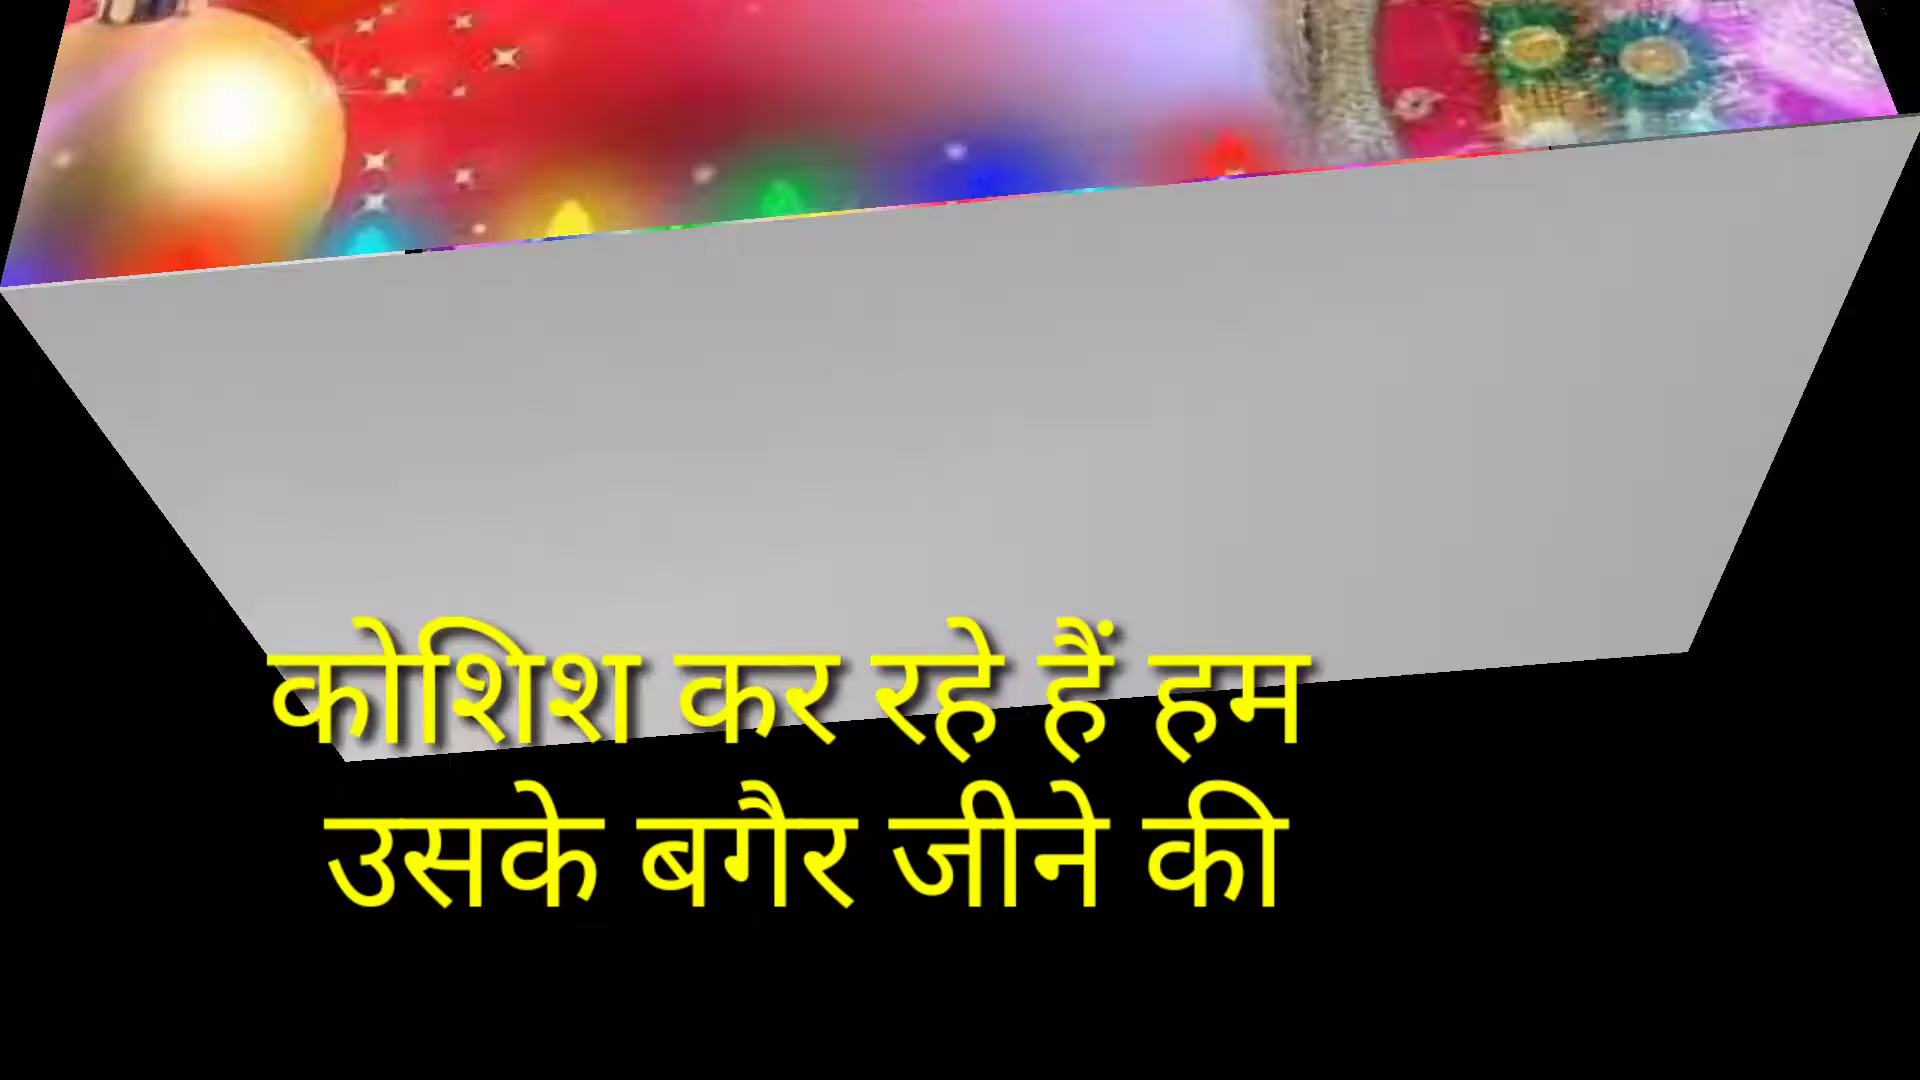 कोशिश कर रहे हैं हम
उसके बगैर जीने की